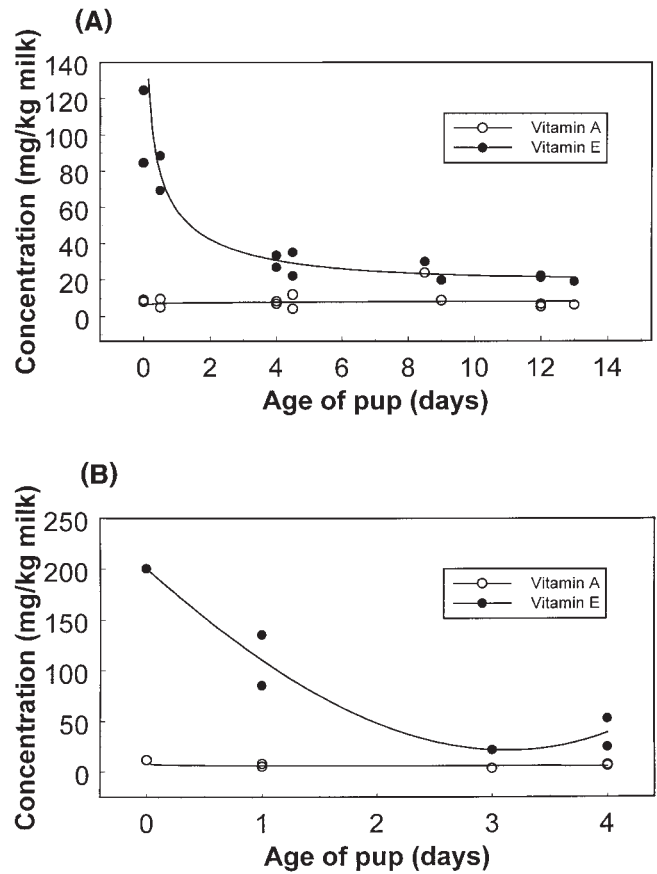 (A)
Concentration (mg/kg milk)
140
120
100
80
60
40
20
0
Vitamin A
Vitamin E
0 2 4 6 8 10 12 14
Age of pup (days)
(B)
Concentration (mg/kg milk)
250
200
150
100
50
0
Vitamin A
Vitamin E
0 1 2 3 4
Age of pup (days)